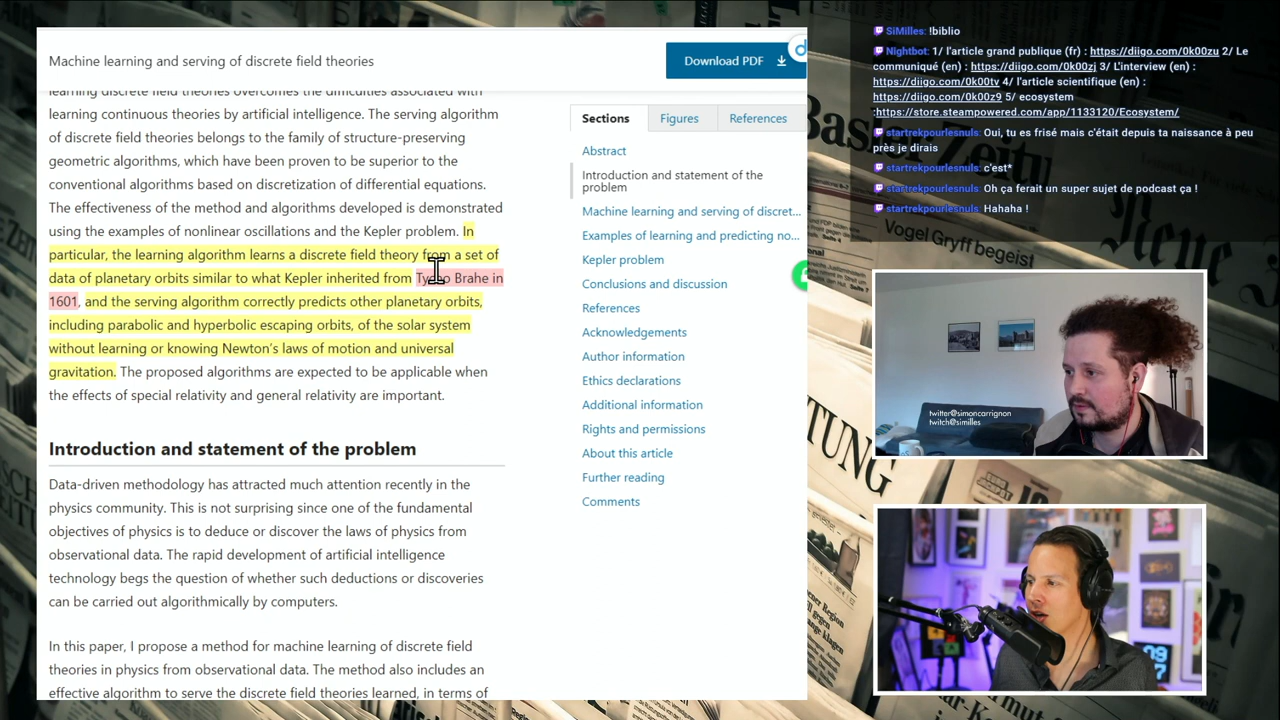 Machine learning and serving of discrete field theories
Download PDF
d
learning discrete field theories overcomes the difficulties associated with
learning continuous theories by artificial intelligence. The serving algorithm
of discrete field theories belongs to the family of structure-preserving
geometric algorithms, which have been proven to be superior to the
conventional algorithms based on discretization of differential equations.
The effectiveness of the method and algorithms developed is demonstrated
using the examples of nonlinear oscillations and the Kepler problem. In
particular, the learning algorithm learns a discrete field theory from a set of
data of planetary orbits similar to what Kepler inherited from Tycho Brahe in
1601, and the serving algorithm correctly predicts other planetary orbits,
including parabolic and hyperbolic escaping orbits, of the solar system
without learning or knowing Newton's laws of motion and universal
gravitation. The proposed algorithms are expected to be applicable when
the effects of special relativity and general relativity are important.
Introduction and statement of the problem
Data-driven methodology has attracted much attention recently in the
physics community. This is not surprising since one of the fundamental
objectives of physics is to deduce or discover the laws of physics from
observational data. The rapid development of artificial intelligence
technology begs the question of whether such deductions or discoveries
can be carried out algorithmically by computers.
In this paper, I propose a method for machine learning of discrete field
theories in physics from observational data. The method also includes an
effective algorithm to serve the discrete field theories learned, in terms of
Sections
Figures
References
Abstract
Introduction and statement of the
problem
Machine learning and serving of discret...
Examples of learning and predicting no...
Kepler problem
Conclusions and discussion
References
Acknowledgements
Author information
Ethics declarations
Additional information
Rights and permissions
About this article
Further reading
Comments
SiMilles: !biblio
Nightbot: 1/ l'article grand publique (fr) : https://diigo.com/0k00zu 2/ Le
communiqué (en) : https://diigo.com/0k00zj 3/ L'interview (en) :
https://diigo.com/0k00tv 4/ l'article scientifique (en) :
https://diigo.com/0k00z9 5/ ecosystem
:https://store.steampowered.com/app/1133120/Ecosystem/
startrekpourlesnuls: Oui, tu es frisé mais c'était depuis ta naissance à peu
près je dirais
startrekpourlesnuls: c'est*
startrekpourlesnuls: Oh ça ferait un super sujet de podcast ça !
startrekpourlesnuls: Hahaha !
Vogel Gryff begeist
twitter@simoncarrignon
twitch@similles